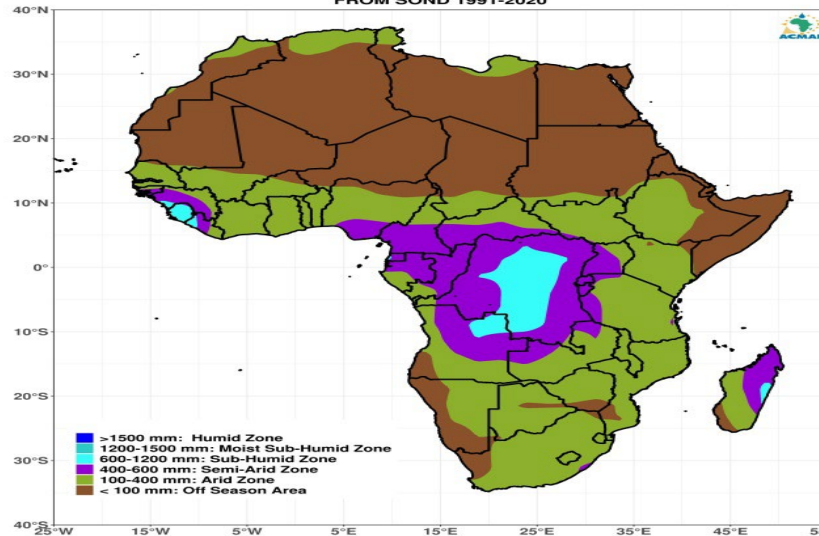 FROM SOND 1991-2020
40°N
30°N
20°N
10°N
0°
10°S
20°S
30°S
40°S
>1500 mm: Humid Zone
1200-1500 mm: Moist Sub-Humid Zone
600-1200 mm: Sub-Humid Zone
400-600 mm: Semi-Arid Zone
100-400 mm: Arid Zone
< 100 mm: Off Season Area
25°W 15°W 5°W 5°E 15°E 25°E 35°E 45°E